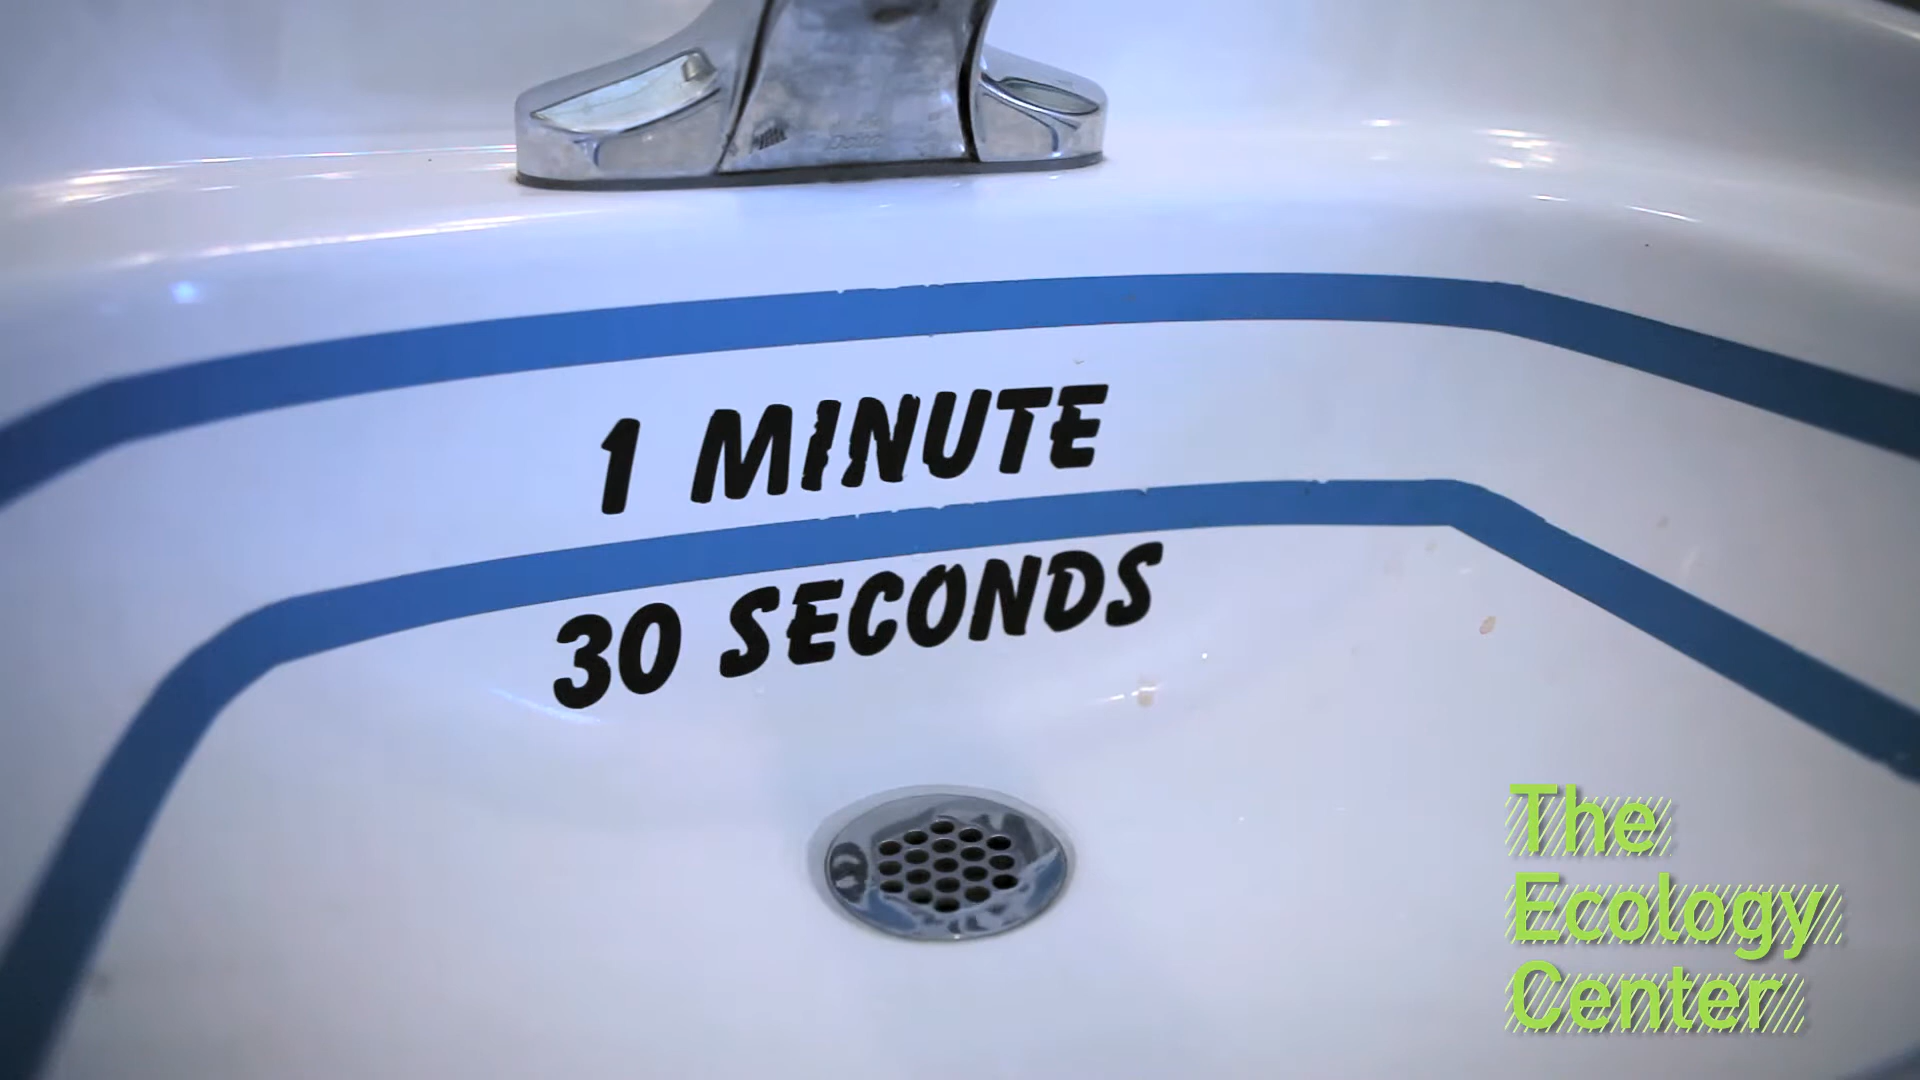 1 MINUTE
30 SECONDS
The
Ecology
Center